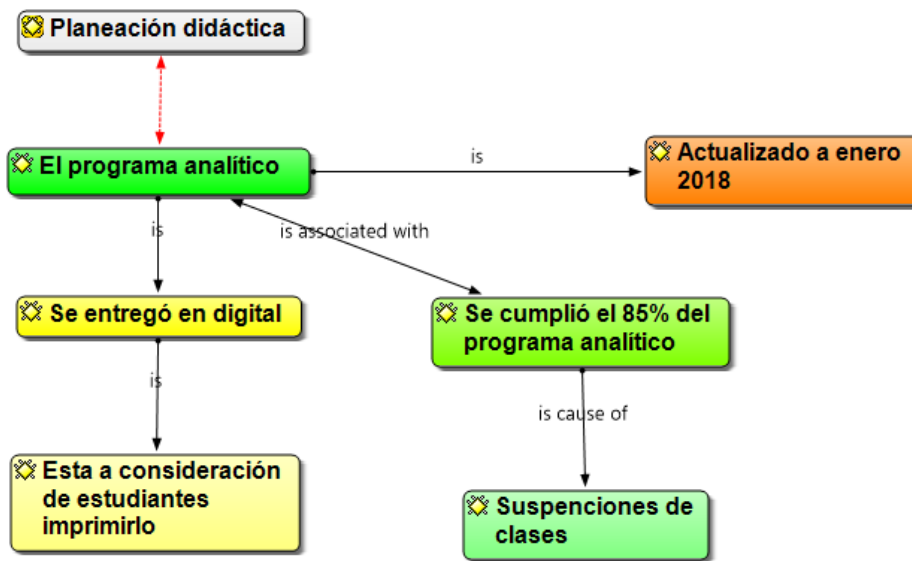 Planeación didáctica
El programa analítico
is
Actualizado a enero
2018
is
is associated with
Se entregó en digital
Se cumplió el 85% del
programa analítico
is
is cause of
Esta a consideración
de estudiantes
imprimirlo
Suspenciones de
clases